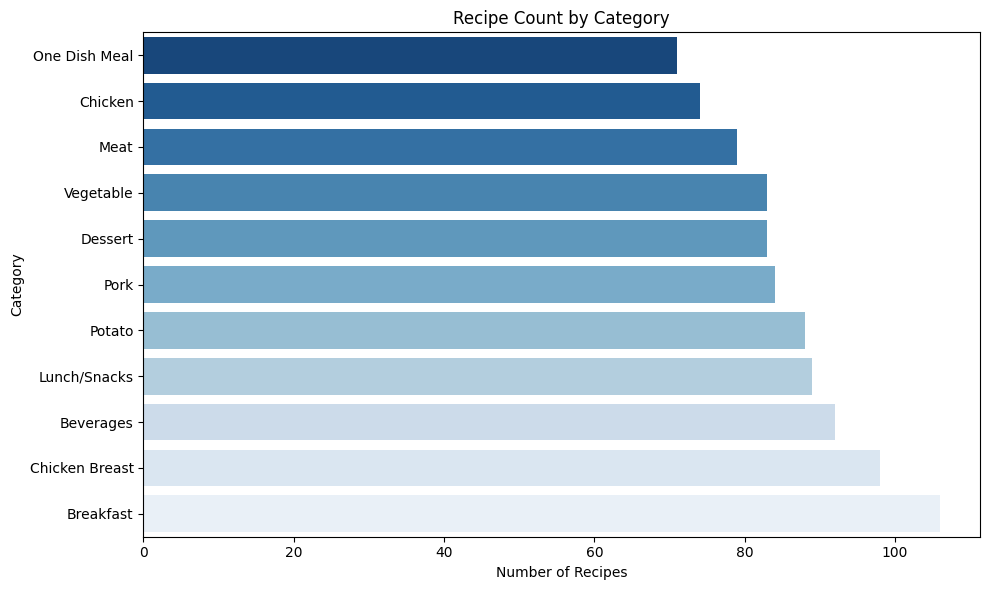 Recipe Count by Category
Category
One Dish Meal
Chicken
Meat
Vegetable
Dessert
Pork
Potato
Lunch/Snacks
Beverages
Chicken Breast
Breakfast
0 20 40 60 80 100
Number of Recipes